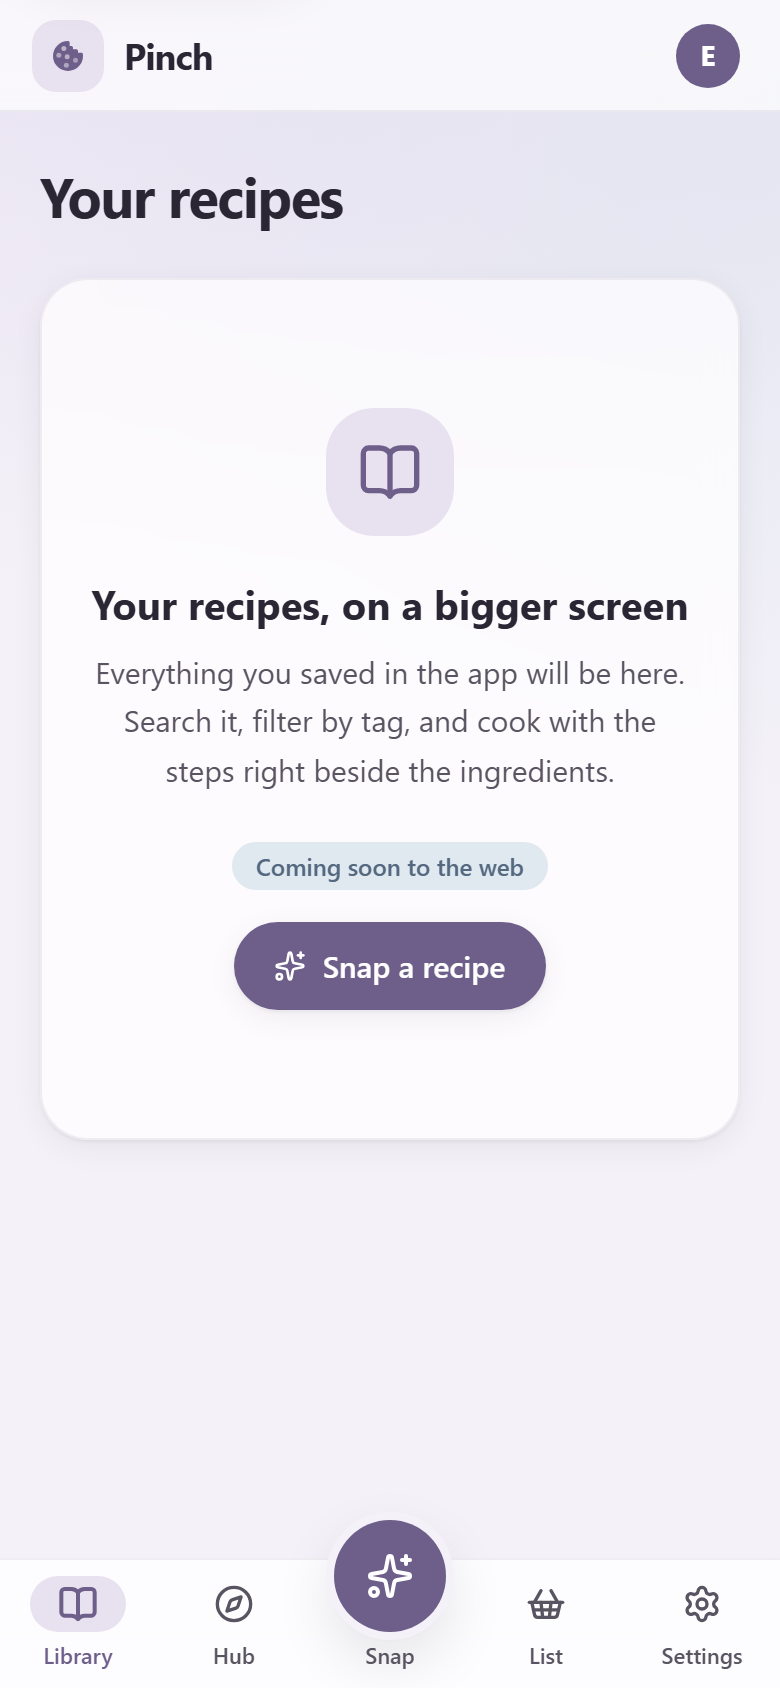 Pinch
E
Your recipes
Your recipes, on a bigger screen
Everything you saved in the app will be here.
Search it, filter by tag, and cook with the
steps right beside the ingredients.
Coming soon to the web
Snap a recipe
Library
Hub
Snap
List
Settings